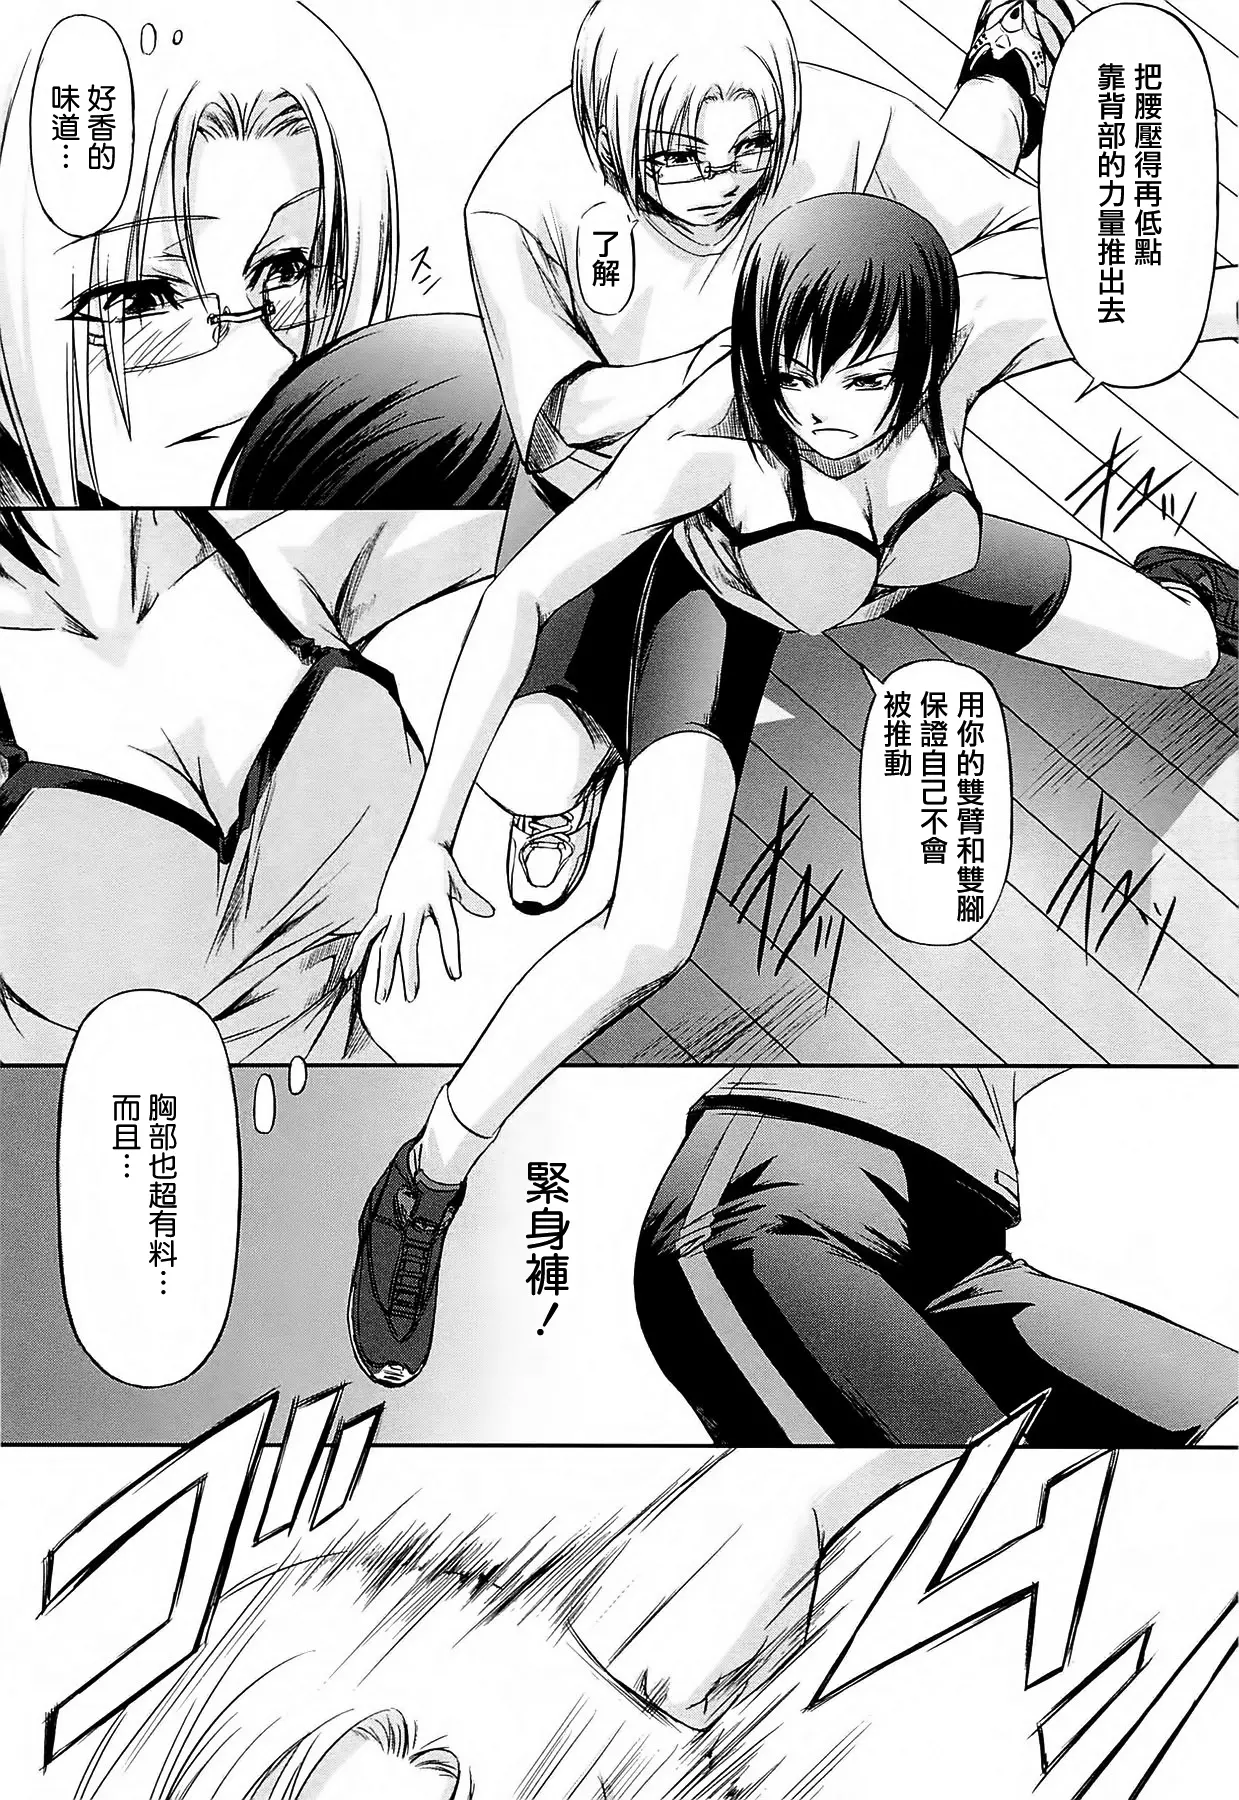 把腰壓得再低點
靠背部的力量推出去
了解
好香的
味道…
用你的雙臂和雙腳
保證自己不會
被推動
胸部也超有料…
而且…
緊身褲！